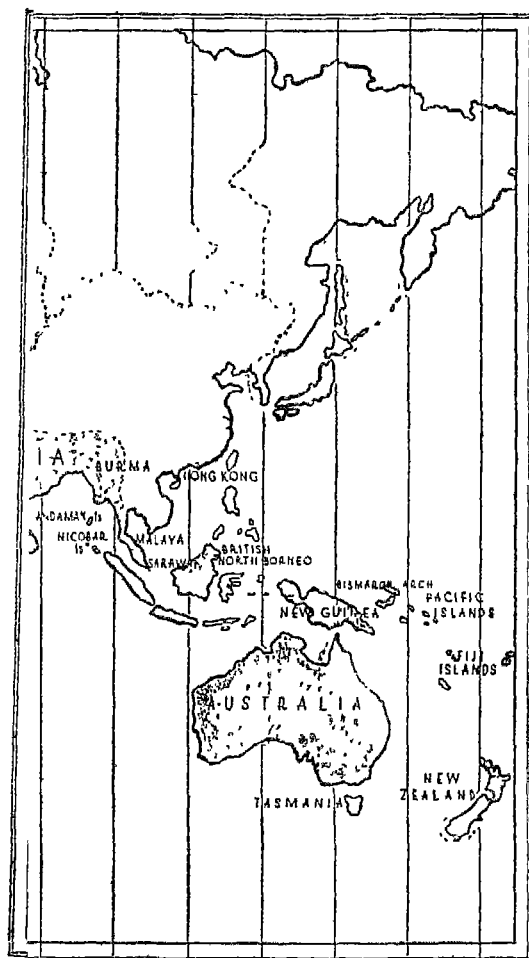 I A
BURMA
HONG KONG
ANDAMAN IS
NICOBAR
IS
MALAYA
SARAWAK
BRITISH
NORTH BORNEO
BISMARCK ARCH
NEW GUINEA
PACIFIC
ISLANDS
FIJI
ISLANDS
AUSTRALIA
NEW
ZEALAND
TASMANIA